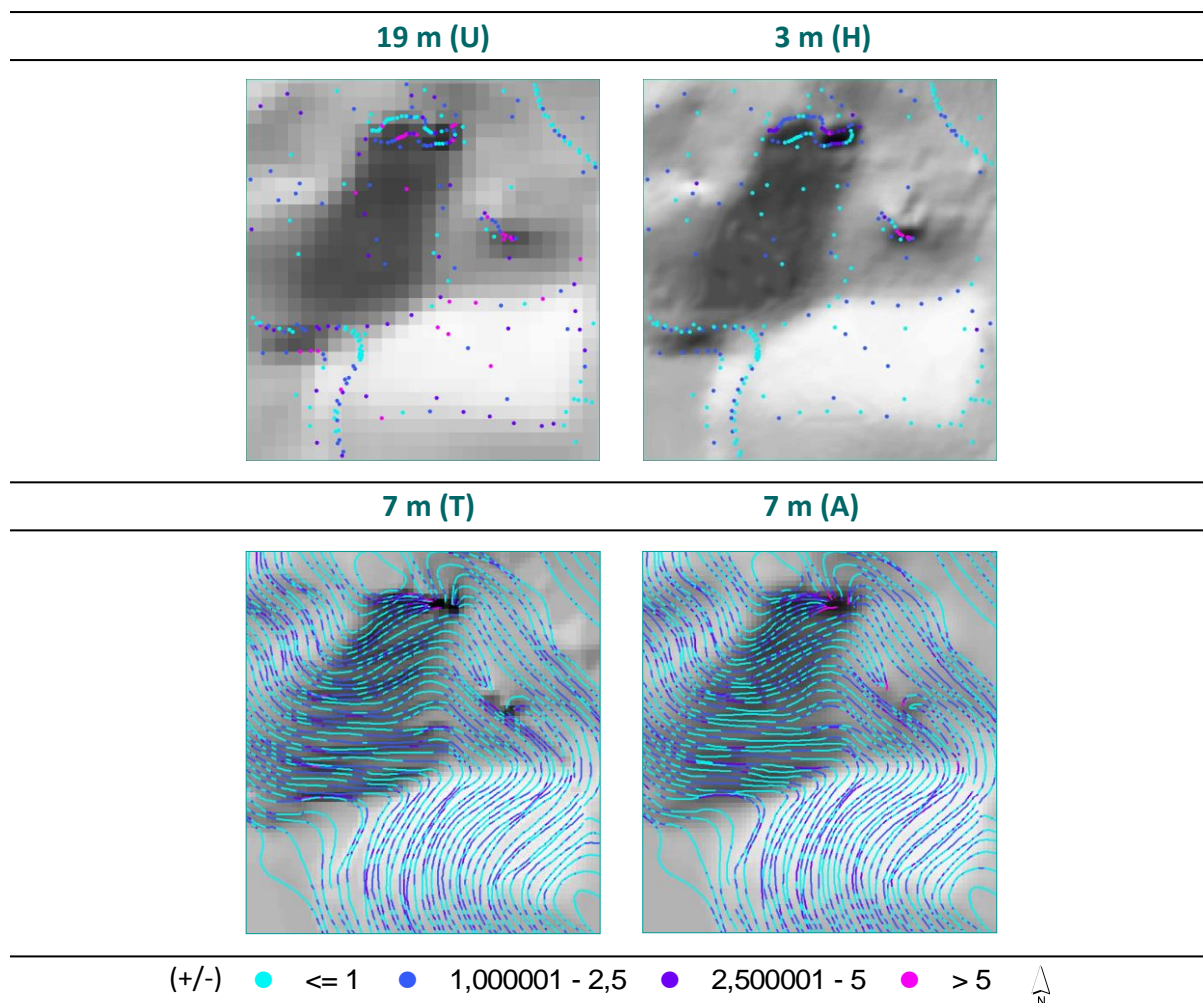 19 m (U) 3 m (H)
7 m (T) 7 m (A)
(+/-) <= 1 1,000001 - 2,5 2,500001 - 5 > 5 N